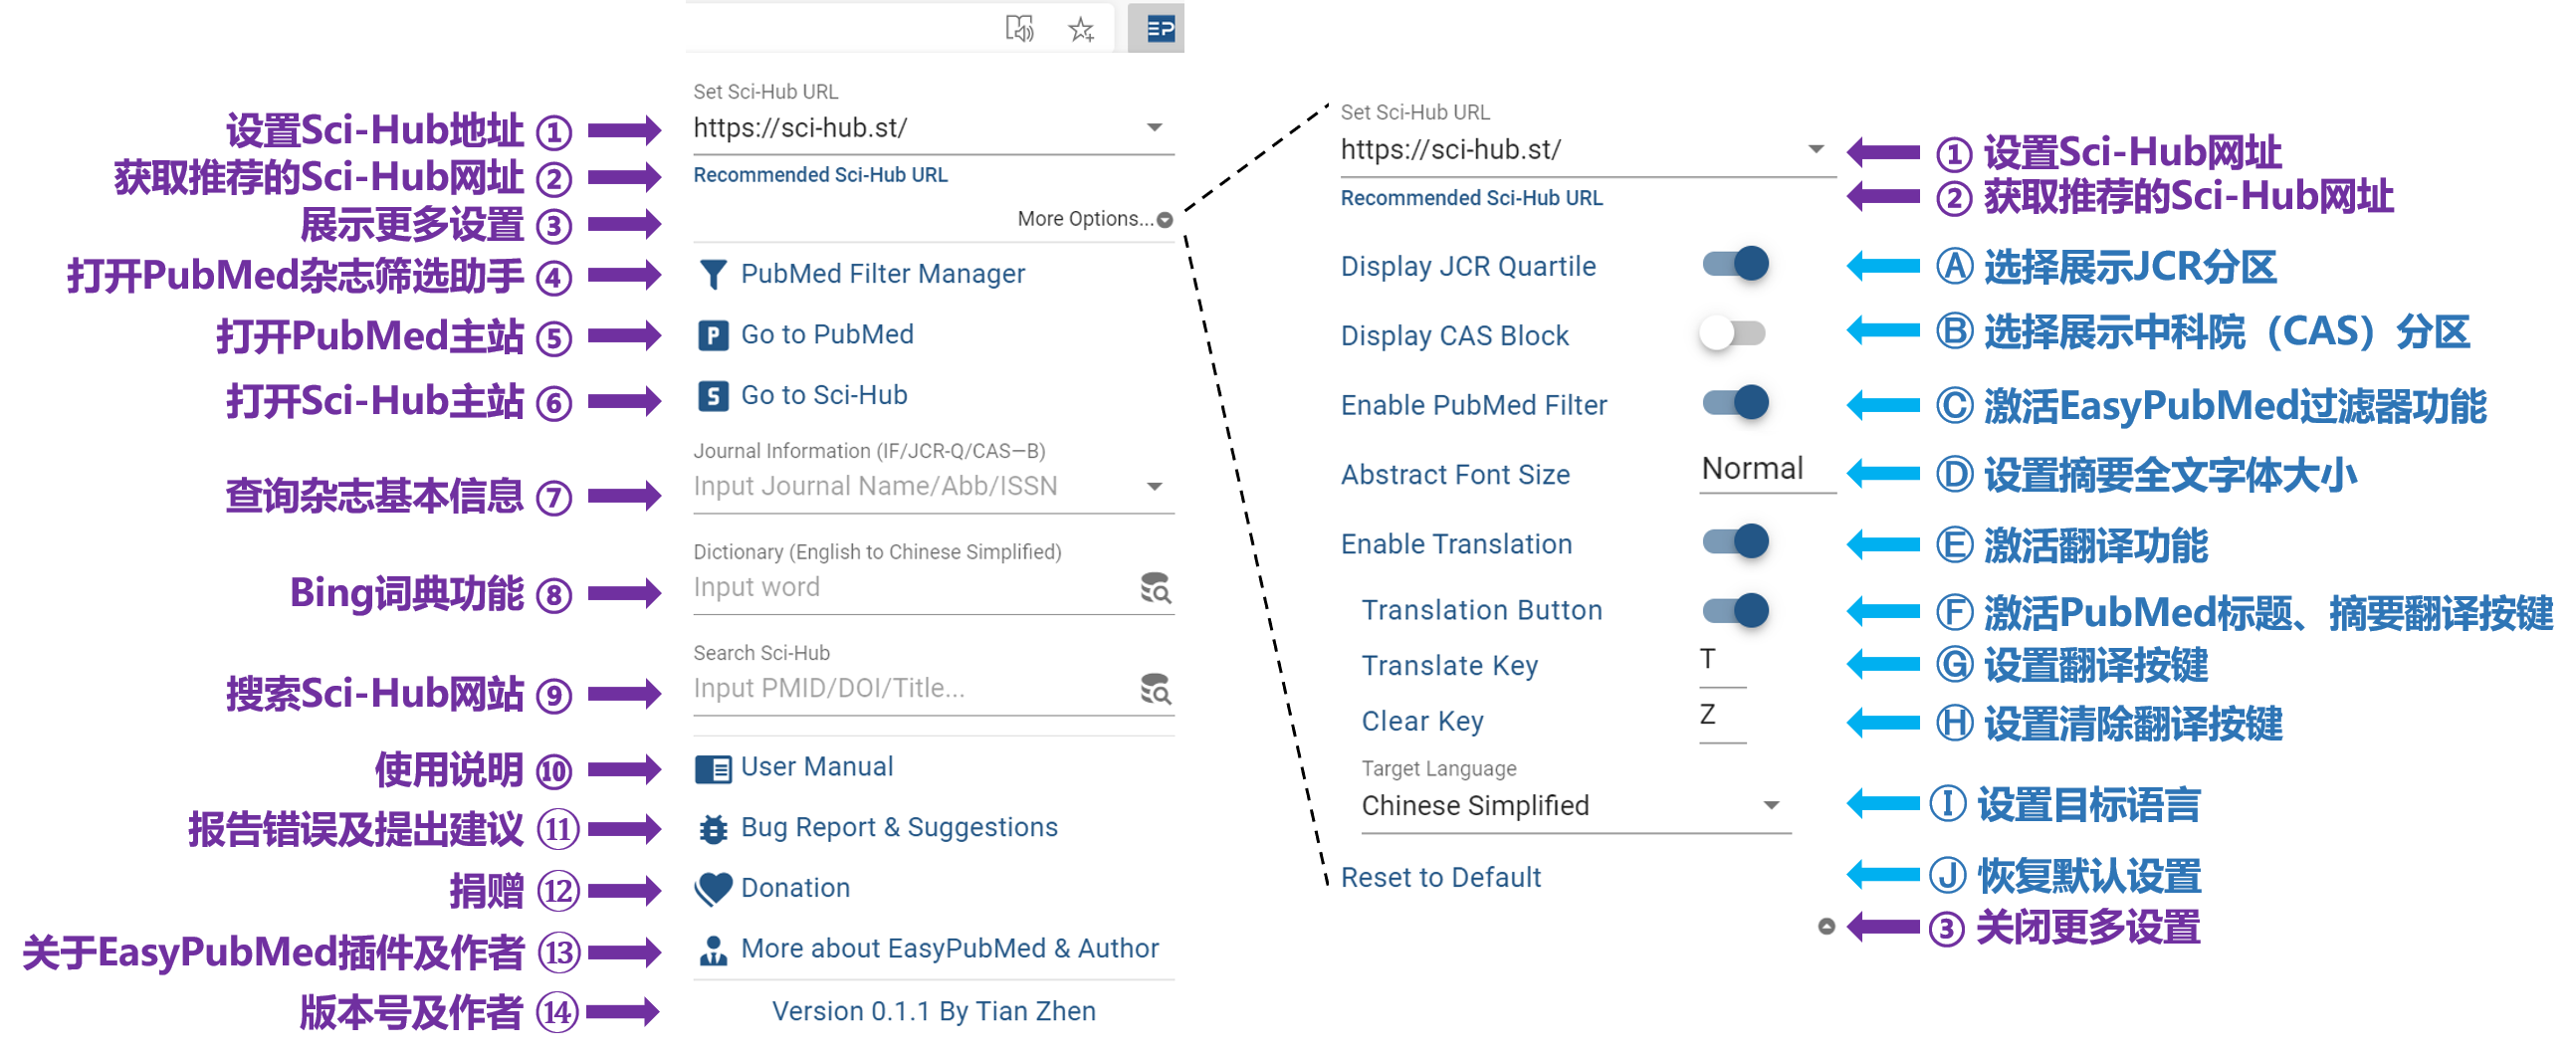 EP
设置Sci-Hub地址 ①
获取推荐的Sci-Hub网址 ②
展示更多设置 ③
打开PubMed杂志筛选助手 ④
打开PubMed主站 ⑤
打开Sci-Hub主站 ⑥
查询杂志基本信息 ⑦
Bing词典功能 ⑧
搜索Sci-Hub网站 ⑨
使用说明 ⑩
报告错误及提出建议 ⑪
捐赠 ⑫
关于EasyPubMed插件及作者 ⑬
版本号及作者 ⑭
Set Sci-Hub URL
https://sci-hub.st/
Recommended Sci-Hub URL
More Options...
PubMed Filter Manager
P Go to PubMed
S Go to Sci-Hub
Journal Information (IF/JCR-Q/CAS—B)
Input Journal Name/Abb/ISSN
Dictionary (English to Chinese Simplified)
Input word
Search Sci-Hub
Input PMID/DOI/Title...
User Manual
Bug Report & Suggestions
Donation
More about EasyPubMed & Author
Version 0.1.1 By Tian Zhen
Set Sci-Hub URL
https://sci-hub.st/
Recommended Sci-Hub URL
Display JCR Quartile
Display CAS Block
Enable PubMed Filter
Abstract Font Size Normal
Enable Translation
Translation Button
Translate Key T
Clear Key Z
Target Language
Chinese Simplified
Reset to Default
① 设置Sci-Hub网址
② 获取推荐的Sci-Hub网址
Ⓐ 选择展示JCR分区
Ⓑ 选择展示中科院（CAS）分区
Ⓒ 激活EasyPubMed过滤器功能
Ⓓ 设置摘要全文字体大小
Ⓔ 激活翻译功能
Ⓕ 激活PubMed标题、摘要翻译按键
Ⓖ 设置翻译按键
Ⓗ 设置清除翻译按键
Ⓘ 设置目标语言
Ⓙ 恢复默认设置
③ 关闭更多设置